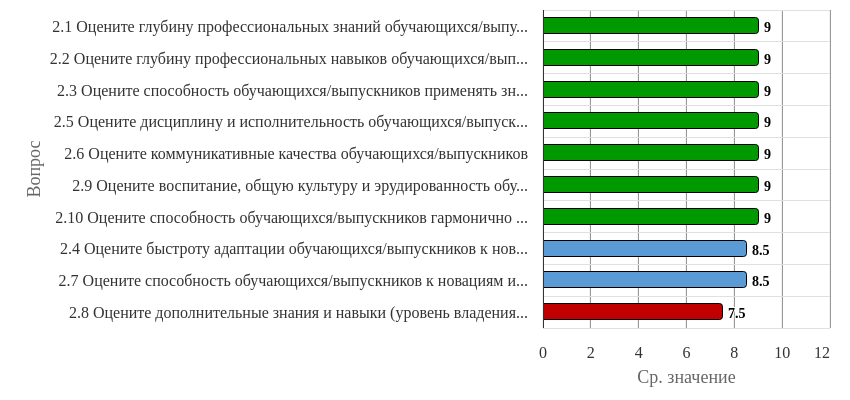 2.1 Оцените глубину профессиональных знаний обучающихся/выпу... 9
2.2 Оцените глубину профессиональных навыков обучающихся/вып... 9
2.3 Оцените способность обучающихся/выпускников применять зн... 9
2.5 Оцените дисциплину и исполнительность обучающихся/выпуск... 9
2.6 Оцените коммуникативные качества обучающихся/выпускников 9
2.9 Оцените воспитание, общую культуру и эрудированность обу... 9
2.10 Оцените способность обучающихся/выпускников гармонично ... 9
2.4 Оцените быстроту адаптации обучающихся/выпускников к нов... 8.5
2.7 Оцените способность обучающихся/выпускников к новациям и... 8.5
2.8 Оцените дополнительные знания и навыки (уровень владения... 7.5
Вопрос
0 2 4 6 8 10 12
Ср. значение